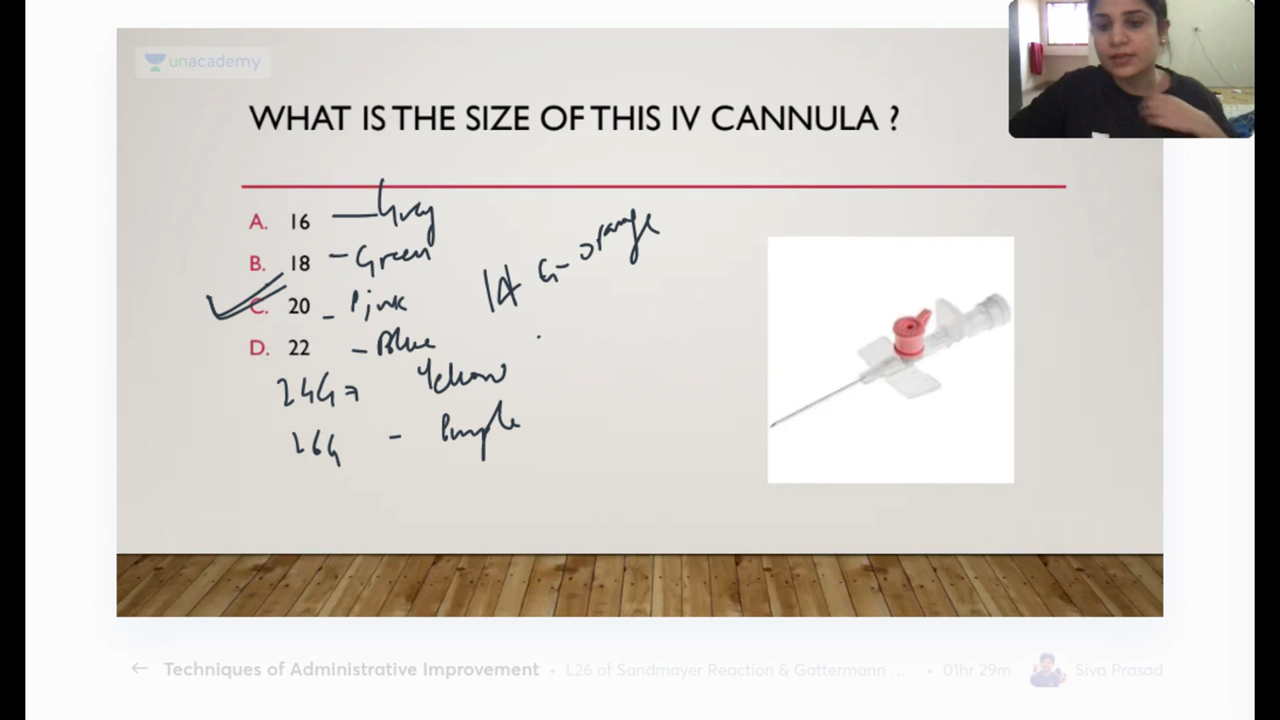 unacademy
WHAT IS THE SIZE OF THIS IV CANNULA ?
A. 16 — Grey
B. 18 - Green
C. 20 - Pink
D. 22 - Blue
14 G- orange
24G = Yellow
26G - Purple
← Techniques of Administrative Improvement • L26 of Sandmayer Reaction & Gattermann ... • 01hr 29m Siva Prasad